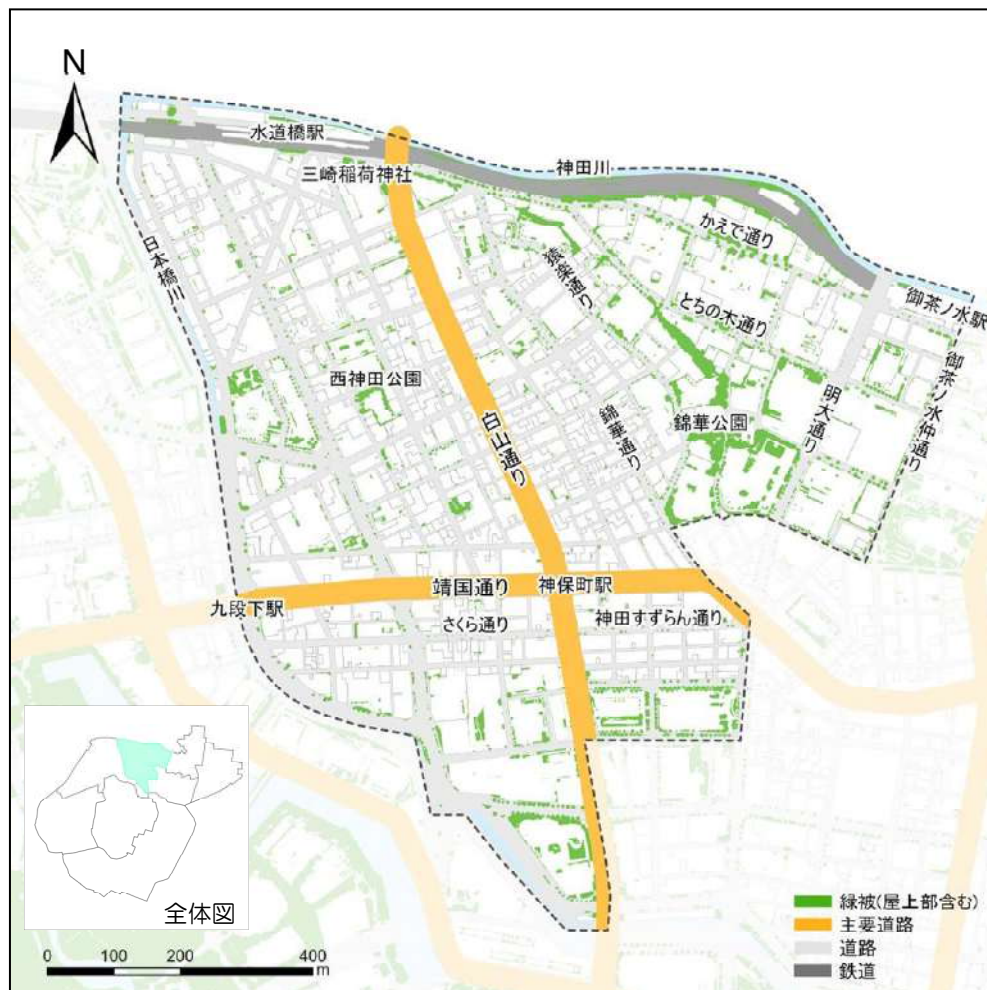 N
水道橋駅
神田川
三崎稲荷神社
かえで通り
日本橋川
猿楽通り
とちの木通り
御茶ノ水駅
御茶ノ水仲通り
西神田公園
白山通り
錦華通り
錦華公園
明大通り
靖国通り
神保町駅
九段下駅
さくら通り
神田すずらん通り
全体図
0 100 200 400
m
緑被(屋上部含む)
主要道路
道路
鉄道